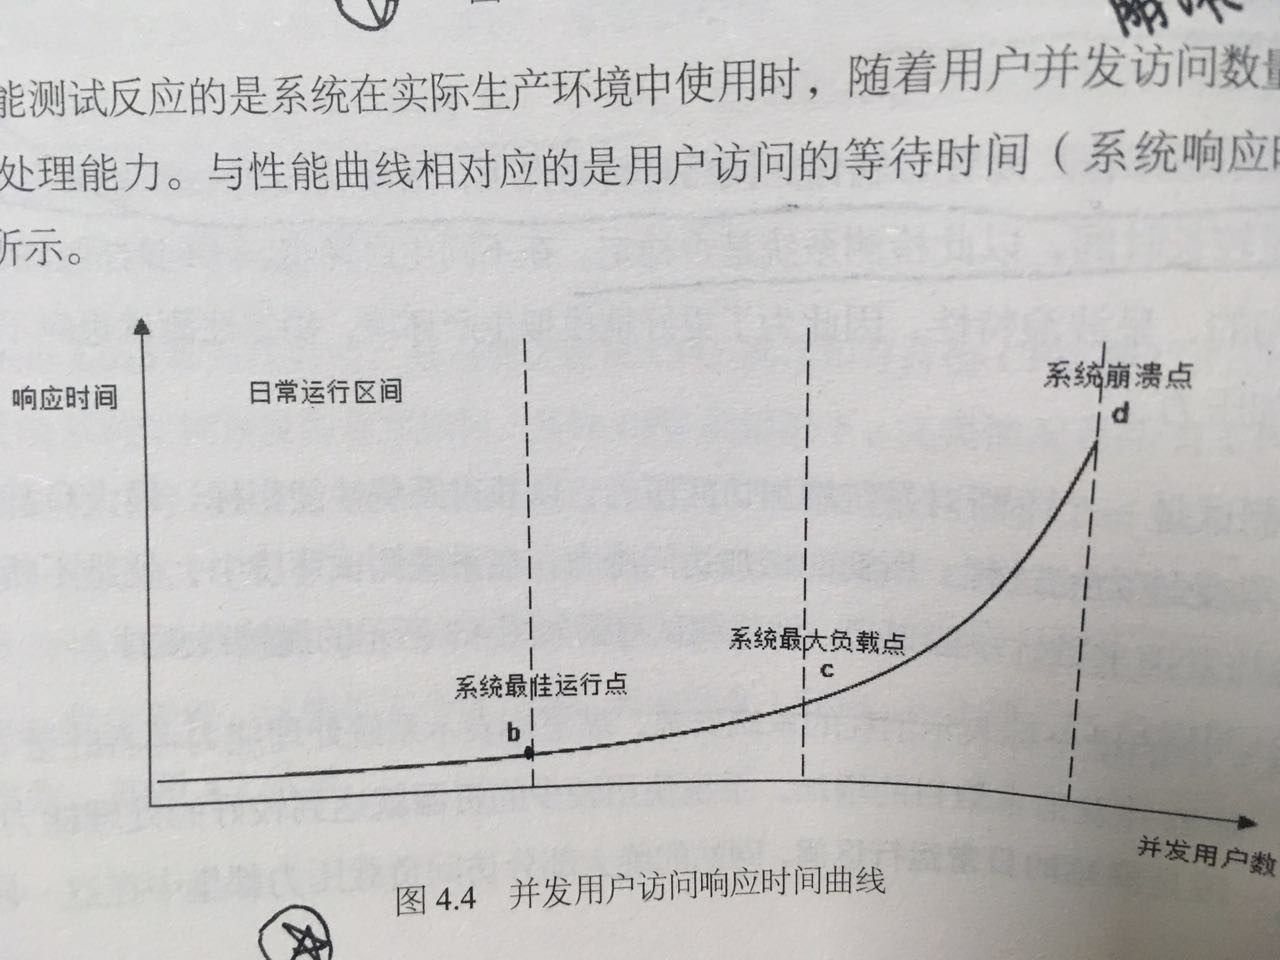 能测试反应的是系统在实际生产环境中使用时，随着用户并发访问数量
处理能力。与性能曲线相对应的是用户访问的等待时间（系统响应时
所示。
响应时间
日常运行区间
系统崩溃点
d
系统最大负载点
c
系统最佳运行点
b
并发用户数
图 4.4 并发用户访问响应时间曲线